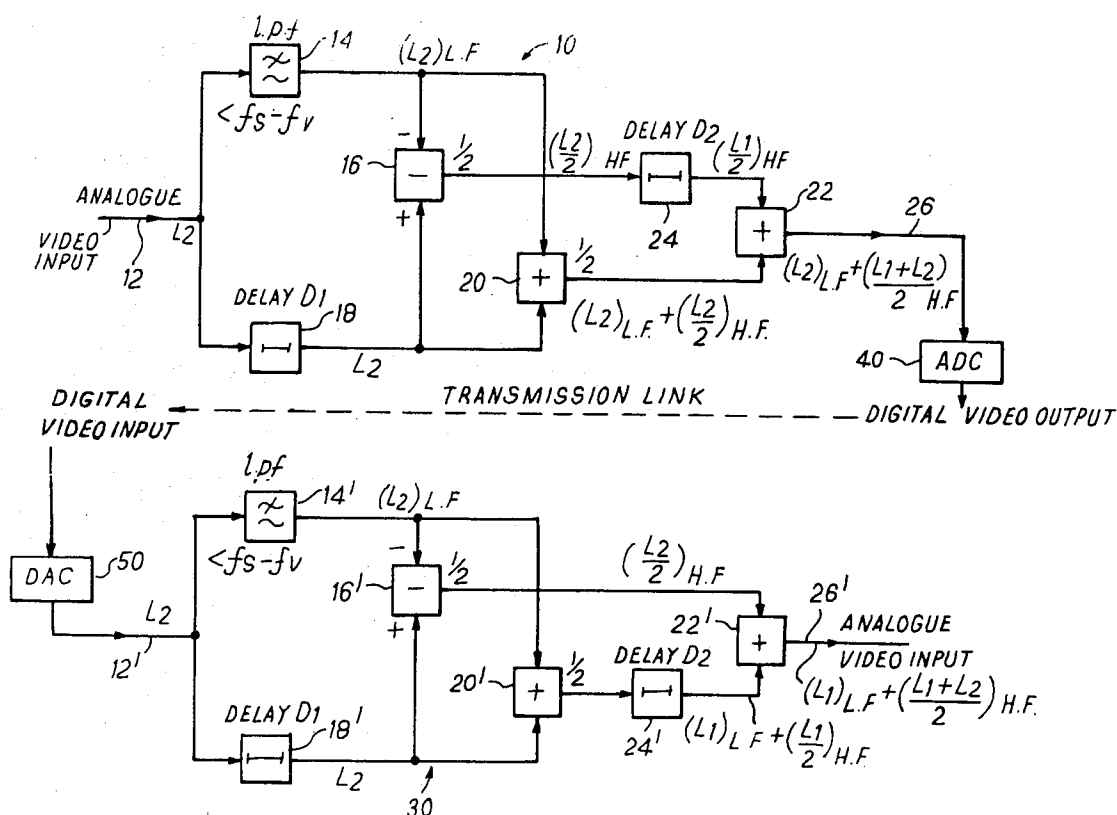 l.p.f
14
(L2)L.F
10
<fs-fv
DELAY D2
-
16
-
1/2
(L2/2) HF
(L1/2)HF
22
ANALOGUE
VIDEO INPUT
12
L2
+
24
+
26
20
+
1/2
(L2)L.F + (L1+L2/2) H.F
DELAY D1
18
(L2)L.F. + (L2/2)H.F.
L2
40
ADC
DIGITAL VIDEO INPUT
TRANSMISSION LINK
DIGITAL VIDEO OUTPUT
l.p.f
14'
(L2)L.F
<fs-fv
-
DAC
50
16'
-
1/2
(L2/2)H.F
26'
L2
12'
+
22'
+
ANALOGUE
VIDEO INPUT
DELAY D2
20'
+
1/2
(L1)L.F + (L1+L2/2)H.F.
DELAY D1
18'
24'
(L1)L.F + (L1/2)H.F.
L2
30